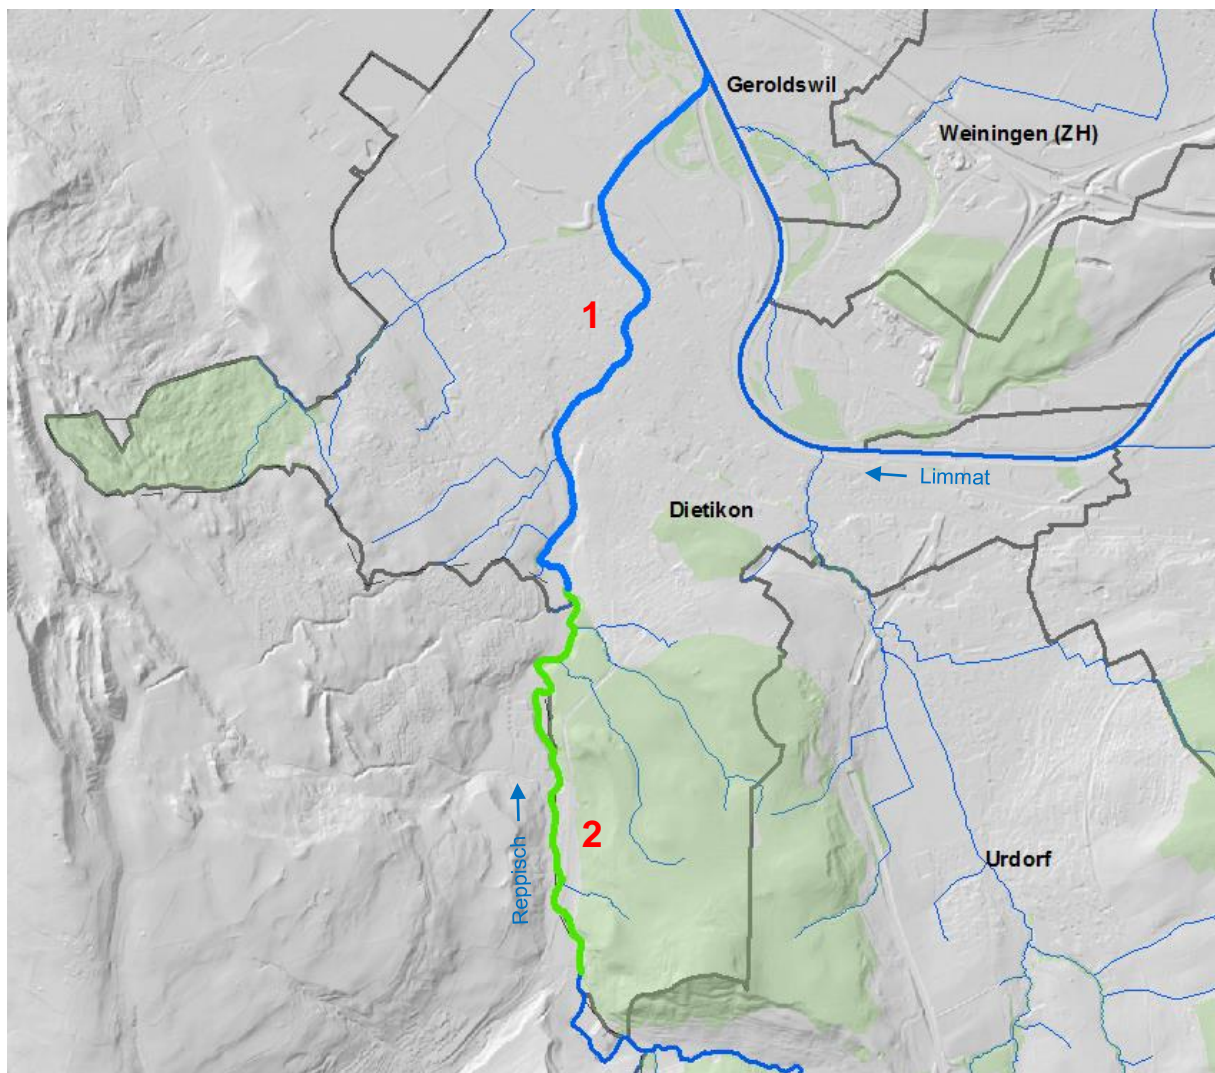 Geroldswil
Weiningen (ZH)
1
Limmat
Dietikon
2
Reppisch
Urdorf